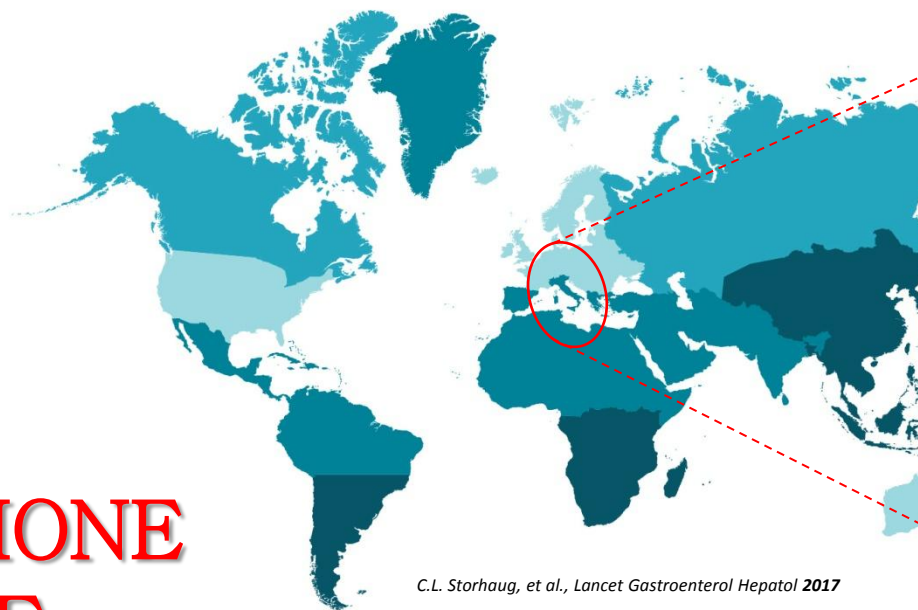 IONE
C.L. Storhaug, et al., Lancet Gastroenterol Hepatol 2017